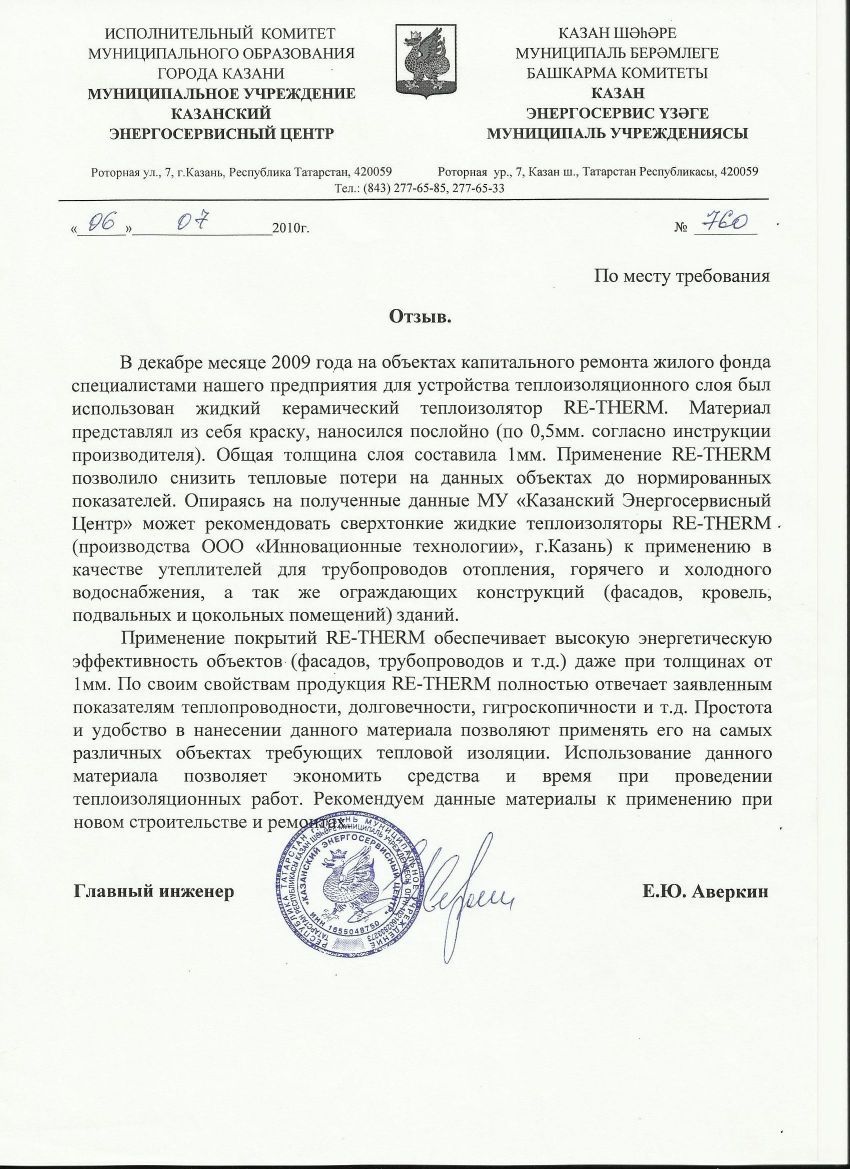 ИСПОЛНИТЕЛЬНЫЙ КОМИТЕТ
МУНИЦИПАЛЬНОГО ОБРАЗОВАНИЯ
ГОРОДА КАЗАНИ
МУНИЦИПАЛЬНОЕ УЧРЕЖДЕНИЕ
КАЗАНСКИЙ
ЭНЕРГОСЕРВИСНЫЙ ЦЕНТР
КАЗАН ШӘҺӘРЕ
МУНИЦИПАЛЬ БЕРӘМЛЕГЕ
БАШКАРМА КОМИТЕТЫ
КАЗАН
ЭНЕРГОСЕРВИС ҮЗӘГЕ
МУНИЦИПАЛЬ УЧРЕЖДЕНИЯСЫ
Роторная ул., 7, г.Казань, Республика Татарстан, 420059
Роторная ур., 7, Казан ш., Татарстан Республикасы, 420059
Тел.: (843) 277-65-85, 277-65-33
«06» 07 2010г.
№ 760
По месту требования
Отзыв.
В декабре месяце 2009 года на объектах капитального ремонта жилого фонда
специалистами нашего предприятия для устройства теплоизоляционного слоя был
использован жидкий керамический теплоизолятор RE-THERM. Материал
представлял из себя краску, наносился послойно (по 0,5мм. согласно инструкции
производителя). Общая толщина слоя составила 1мм. Применение RE-THERM
позволило снизить тепловые потери на данных объектах до нормированных
показателей. Опираясь на полученные данные МУ «Казанский Энергосервисный
Центр» может рекомендовать сверхтонкие жидкие теплоизоляторы RE-THERM
(производства ООО «Инновационные технологии», г.Казань) к применению в
качестве утеплителей для трубопроводов отопления, горячего и холодного
водоснабжения, а так же ограждающих конструкций (фасадов, кровель,
подвальных и цокольных помещений) зданий.
Применение покрытий RE-THERM обеспечивает высокую энергетическую
эффективность объектов (фасадов, трубопроводов и т.д.) даже при толщинах от
1мм. По своим свойствам продукция RE-THERM полностью отвечает заявленным
показателям теплопроводности, долговечности, гигроскопичности и т.д. Простота
и удобство в нанесении данного материала позволяют применять его на самых
различных объектах требующих тепловой изоляции. Использование данного
материала позволяет экономить средства и время при проведении
теплоизоляционных работ. Рекомендуем данные материалы к применению при
новом строительстве и ремонтах.
Главный инженер
Е.Ю. Аверкин
РЕСПУБЛИКА ТАТАРСТАН МУНИЦИПАЛЬНОЕ УЧРЕЖДЕНИЕ
«КАЗАНСКИЙ ЭНЕРГОСЕРВИСНЫЙ ЦЕНТР»
ИНН 1655048750